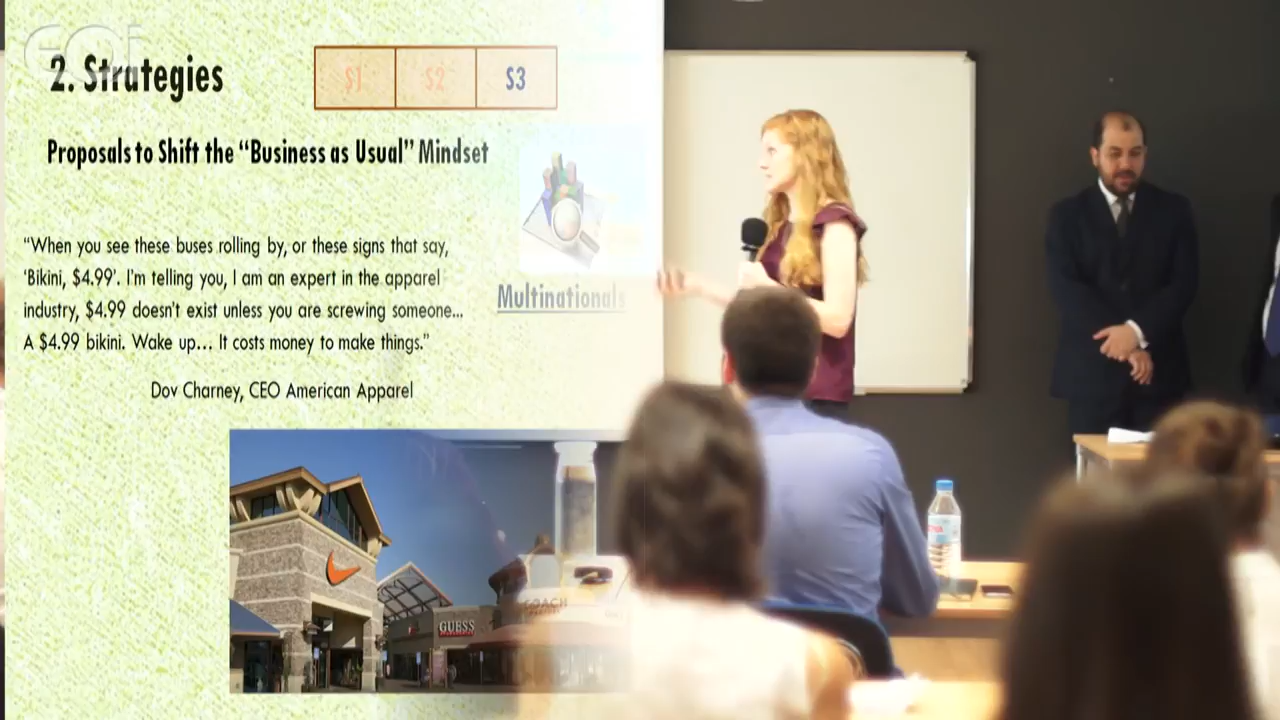 eoi
2. Strategies
S1 S2 S3
Proposals to Shift the “Business as Usual” Mindset
“When you see these buses rolling by, or these signs that say,
‘Bikini, $4.99’. I'm telling you, I am an expert in the apparel
industry, $4.99 doesn't exist unless you are screwing someone...
A $4.99 bikini. Wake up... It costs money to make things.”
Multinationals
Dov Charney, CEO American Apparel
COACH
GUESS